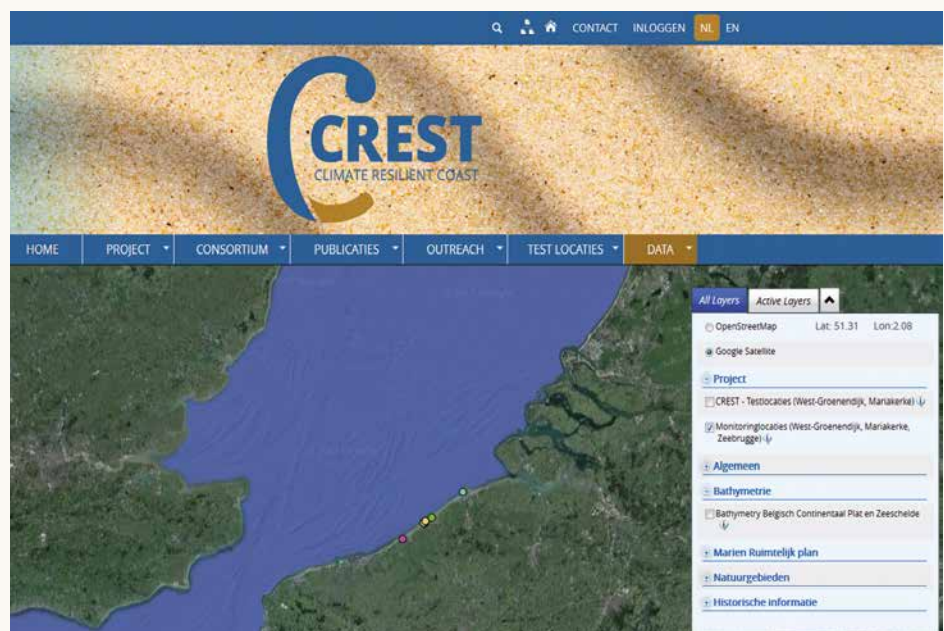 CONTACT INLOGGEN NL EN
CREST
CLIMATE RESILIENT COAST
HOME PROJECT CONSORTIUM PUBLICATIES OUTREACH TEST LOCATIES DATA
All Layers Active Layers
OpenStreetMap Lat: 51.31 Lon:2.08
Google Satellite
Project
CREST - Testlocaties (West-Groenendijk, Mariakerke)
Monitoringlocaties (West-Groenendijk, Mariakerke,
Zeebrugge)
Algemeen
Bathymetrie
Bathymetry Belgisch Continentaal Plat en Zeeschelde
Marien Ruimtelijk plan
Natuurgebieden
Historische informatie